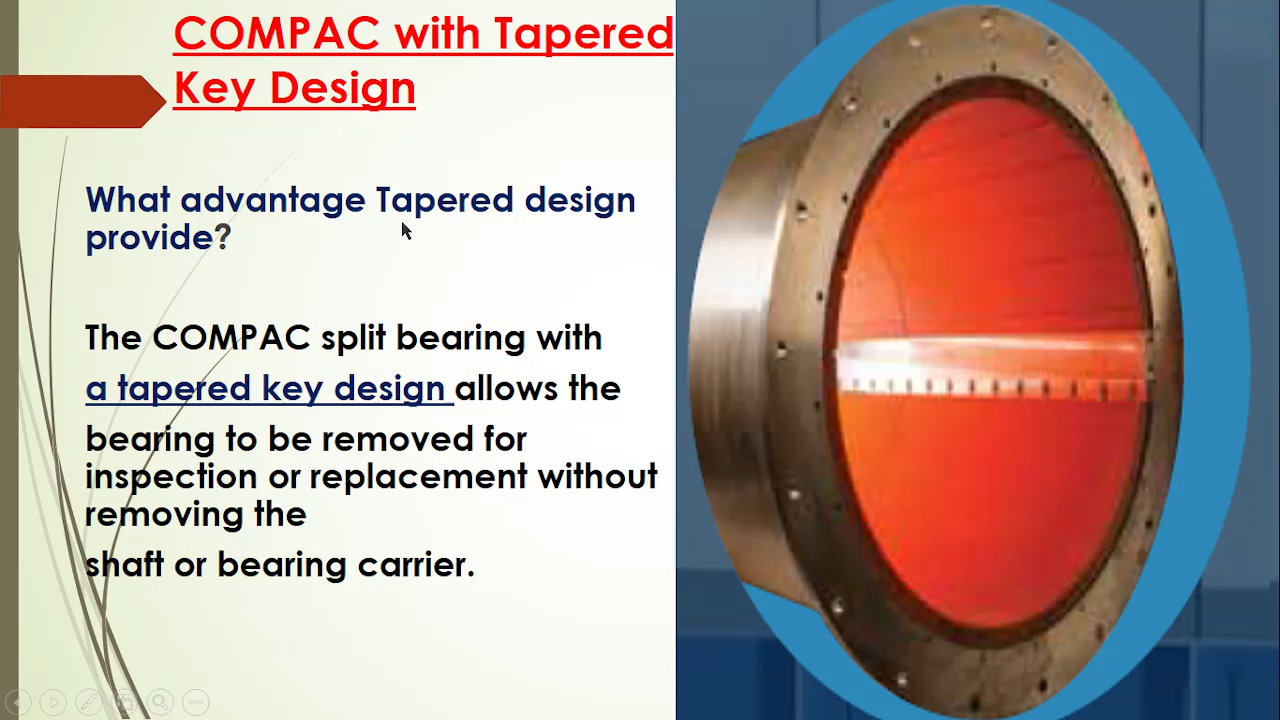 COMPAC with Tapered
Key Design
What advantage Tapered design
provide?
The COMPAC split bearing with
a tapered key design allows the
bearing to be removed for
inspection or replacement without
removing the
shaft or bearing carrier.